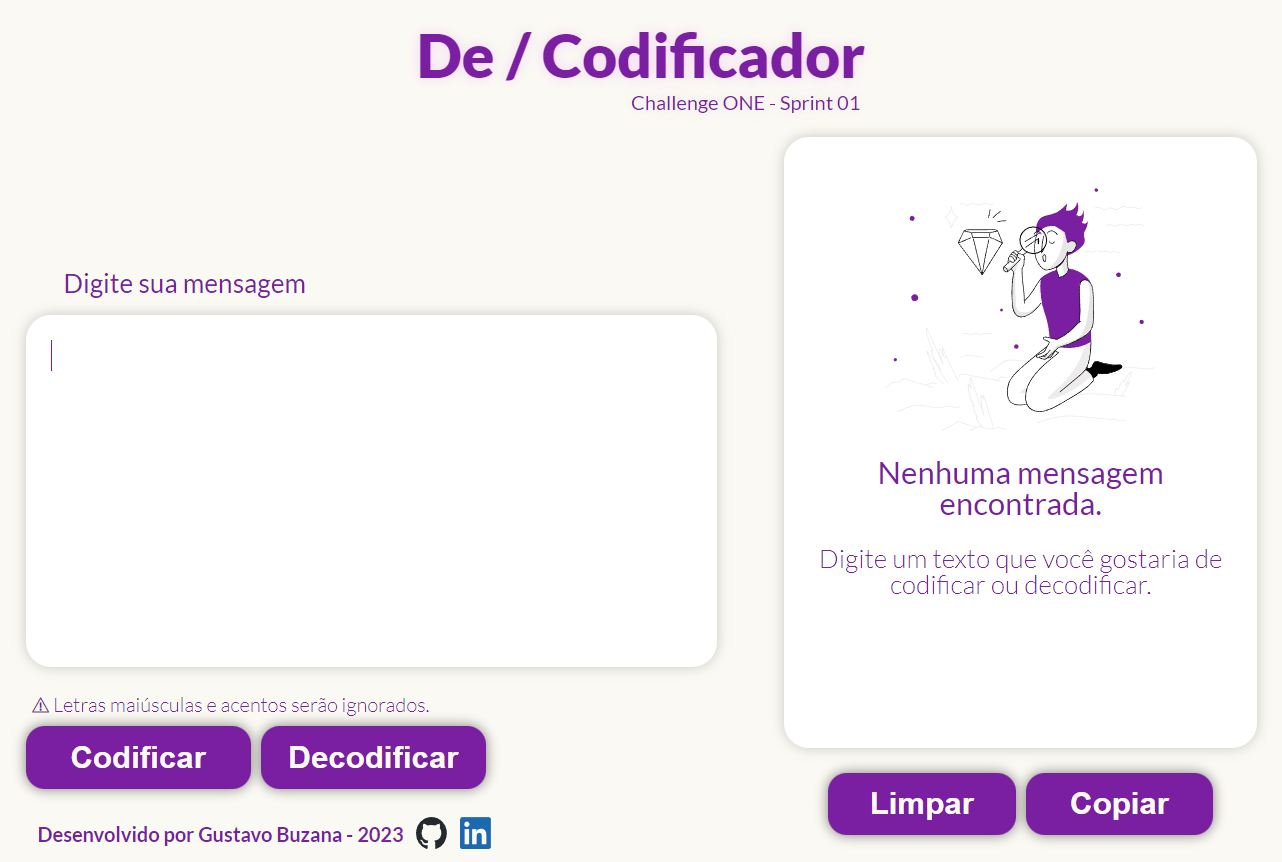 De / Codificador
Challenge ONE - Sprint 01
Digite sua mensagem
⚠ Letras maiúsculas e acentos serão ignorados.
Codificar
Decodificar
Desenvolvido por Gustavo Buzana - 2023
in
Nenhuma mensagem
encontrada.
Digite um texto que você gostaria de
codificar ou decodificar.
Limpar
Copiar